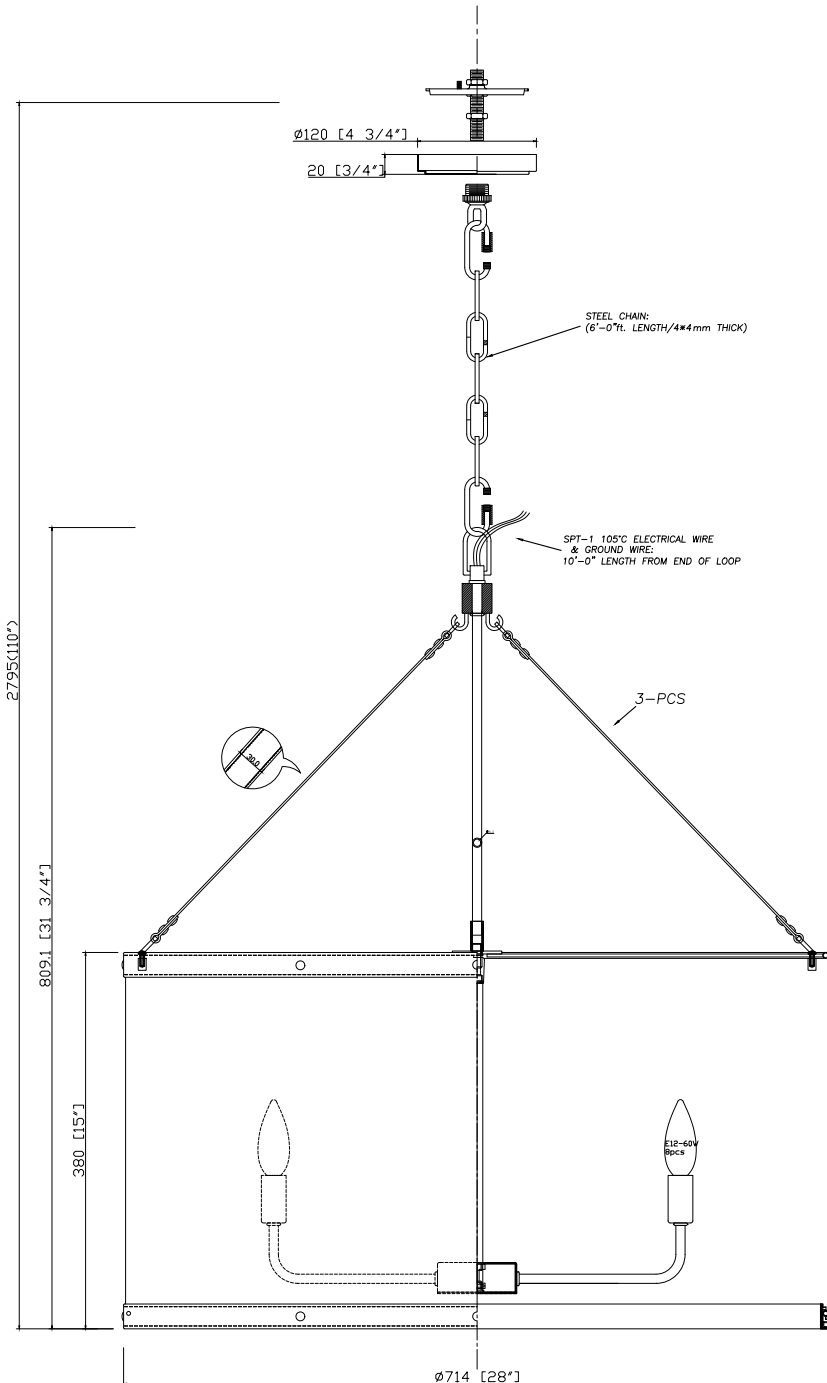 Ø120 [4 3/4"]
20 [3/4"]
STEEL CHAIN:
(6'-0"ft. LENGTH/4*4mm THICK)
SPT-1 105°C ELECTRICAL WIRE
& GROUND WIRE:
10'-0" LENGTH FROM END OF LOOP
2795(110")
3-PCS
30.0
809.1 [31 3/4"]
380 [15"]
E12-60W
8pcs
Ø714 [28"]